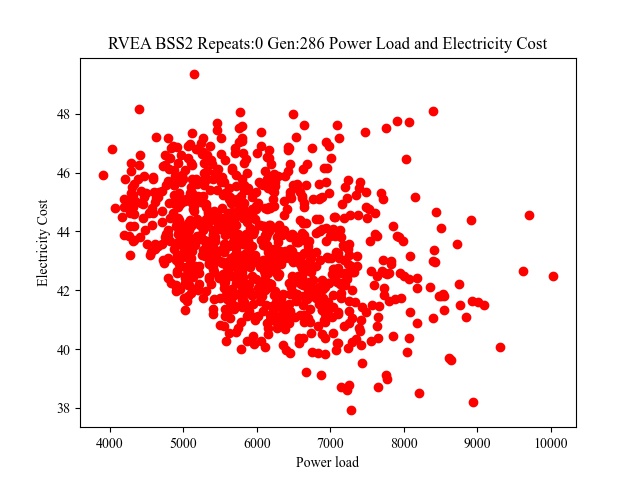 RVEA BSS2 Repeats:0 Gen:286 Power Load and Electricity Cost
48
46
44
42
40
38
Electricity Cost
4000 5000 6000 7000 8000 9000 10000
Power load